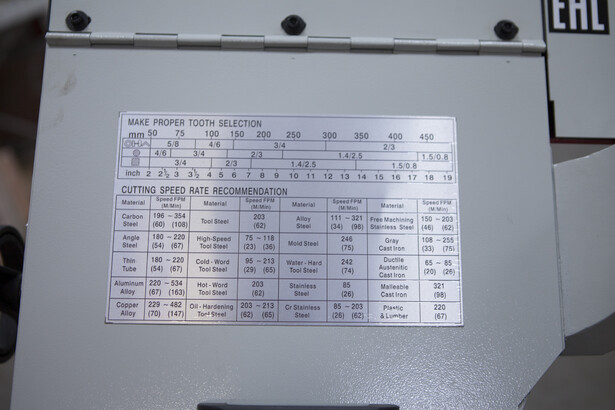 EAC
MAKE PROPER TOOTH SELECTION
mm 50 75 100 150 200 250 300 350 400 450
5/8 4/6 3/4 2/3
4/6 3/4 2/3 1.4/2.5 1.5/0.8
3/4 2/3 1.4/2.5 1.5/0.8
inch 2 2½ 3 3½ 4 5 6 7 8 9 10 11 12 13 14 15 16 17 18 19
CUTTING SPEED RATE RECOMMENDATION
Material Speed FPM (M/Min) Material Speed FPM (M/Min) Material Speed FPM (M/Min) Material Speed FPM (M/Min)
Carbon Steel 196 ~ 354 (60) (108) Tool Steel 203 (62) Alloy Steel 111 ~ 321 (34) (98) Free Machining Stainless Steel 150 ~ 203 (46) (62)
Angle Steel 180 ~ 220 (54) (67) High-Speed Tool Steel 75 ~ 118 (23) (36) Mold Steel 246 (75) Gray Cast Iron 108 ~ 255 (33) (75)
Thin Tube 180 ~ 220 (54) (67) Cold-Word Tool Steel 95 ~ 213 (29) (65) Water-Hard Tool Steel 242 (74) Ductile Austenitic Cast Iron 65 ~ 85 (20) (26)
Aluminum Alloy 220 ~ 534 (67) (163) Hot-Word Tool Steel 203 (62) Stainless Steel 85 (26) Malleable Cast Iron 321 (98)
Copper Alloy 229 ~ 482 (70) (147) Oil-Hardening Tool Steel 203 ~ 213 (62) (65) Cr Stainless Steel 85 ~ 203 (26) (62) Plastic & Lumber 220 (67)